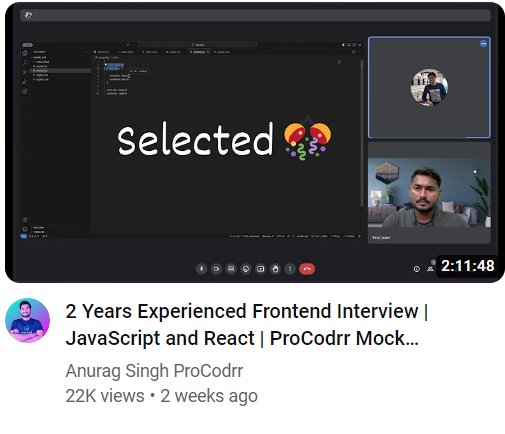 Selected
ProCodrr
2:11:48
2 Years Experienced Frontend Interview |
JavaScript and React | ProCodrr Mock...
Anurag Singh ProCodrr
22K views • 2 weeks ago